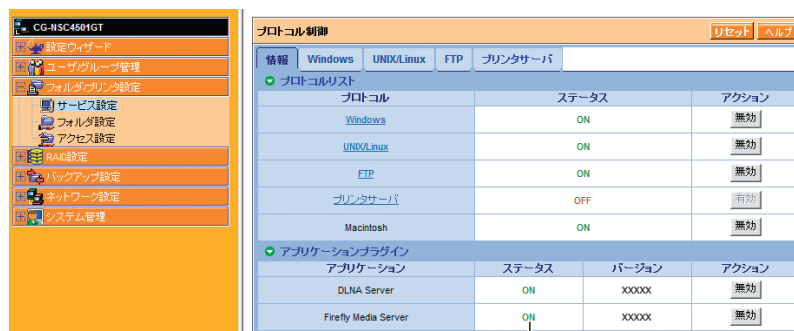 CG-NSC4501GT
設定ウィザード
ユーザ/グループ管理
フォルダ/プリンタ設定
サービス設定
フォルダ設定
アクセス設定
RAID設定
バックアップ設定
ネットワーク設定
システム管理
プロトコル制御 リセット ヘルプ
情報 Windows UNIX/Linux FTP プリンタサーバ
プロトコルリスト
プロトコル ステータス アクション
Windows ON 無効
UNIX/Linux ON 無効
FTP ON 無効
プリンタサーバ OFF 有効
Macintosh ON 無効
アプリケーションプラグイン
アプリケーション ステータス バージョン アクション
DLNA Server ON XXXXX 無効
Firefly Media Server ON XXXXX 無効